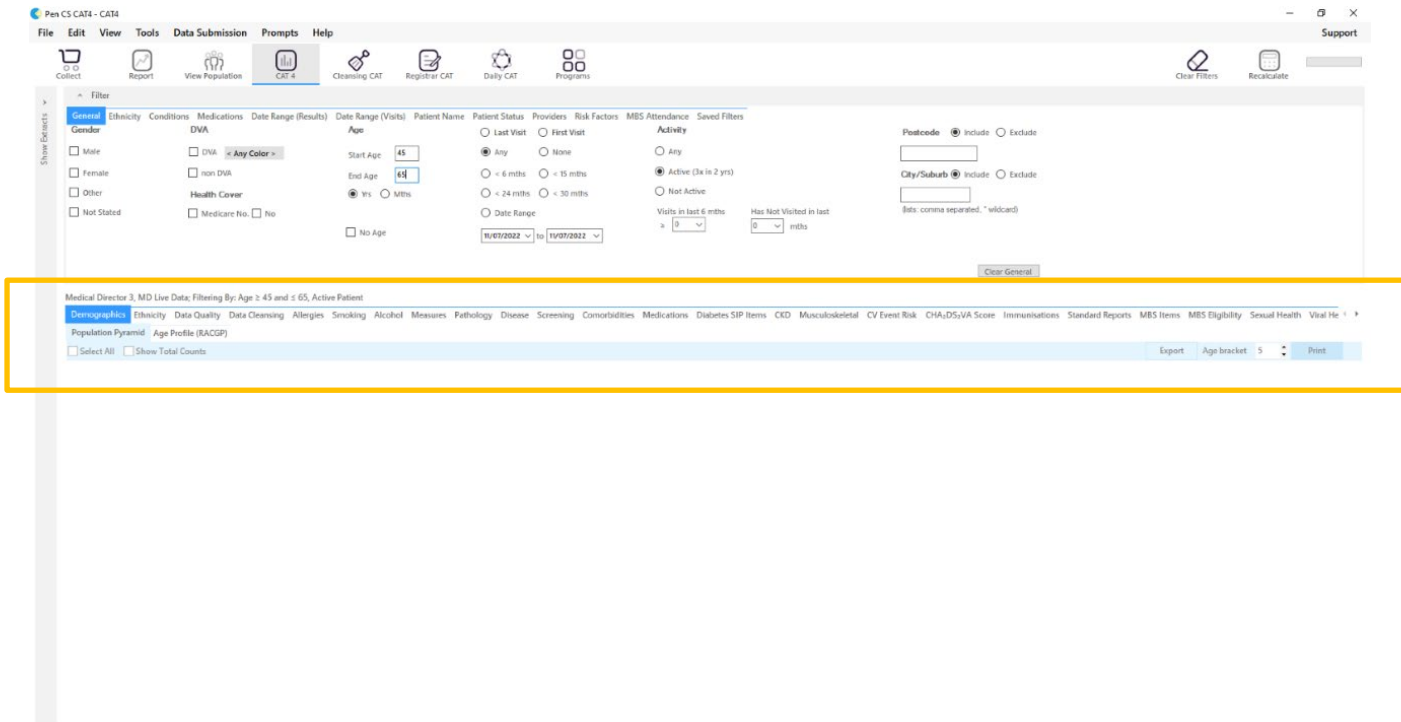 Pen CS CAT4 - CAT4
File Edit View Tools Data Submission Prompts Help Support
Collect Report View Population CAT 4 Cleansing CAT Registrar CAT Daily CAT Programs Clear Filters Recalculate
Show Extracts
Filter
General Ethnicity Conditions Medications Date Range (Results) Date Range (Visits) Patient Name Patient Status Providers Risk Factors MBS Attendance Saved Filters
Gender DVA Age Last Visit First Visit Activity Postcode Include Exclude
Male DVA < Any Color > Start Age 45 Any None Any
Female non DVA End Age 65 < 6 mths < 15 mths Active (3x in 2 yrs) City/Suburb Include Exclude
Other Health Cover Yrs Mths < 24 mths < 30 mths Not Active
Not Stated Medicare No. No Date Range Visits in last 6 mths Has Not Visited in last (lists: comma separated, * wildcard)
No Age 11/07/2022 to 11/07/2022 ≥ 0 0 mths
Clear General
Medical Director 3, MD Live Data; Filtering By: Age ≥ 45 and ≤ 65, Active Patient
Demographics Ethnicity Data Quality Data Cleansing Allergies Smoking Alcohol Measures Pathology Disease Screening Comorbidities Medications Diabetes SIP Items CKD Musculoskeletal CV Event Risk CHA₂DS₂VA Score Immunisations Standard Reports MBS Items MBS Eligibility Sexual Health Viral He
Population Pyramid Age Profile (RACGP)
Select All Show Total Counts Export Age bracket 5 Print